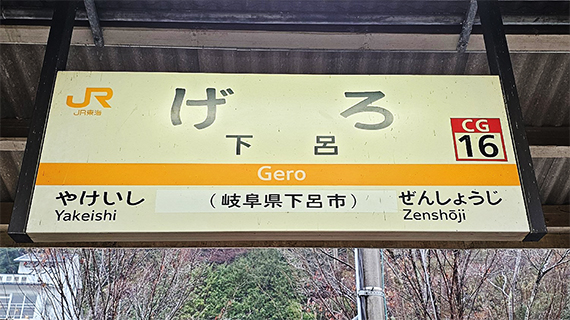 JR
JR東海
げろ
下呂
CG
16
Gero
やけいし
Yakeishi
(岐阜県下呂市)
ぜんしょうじ
Zenshōji